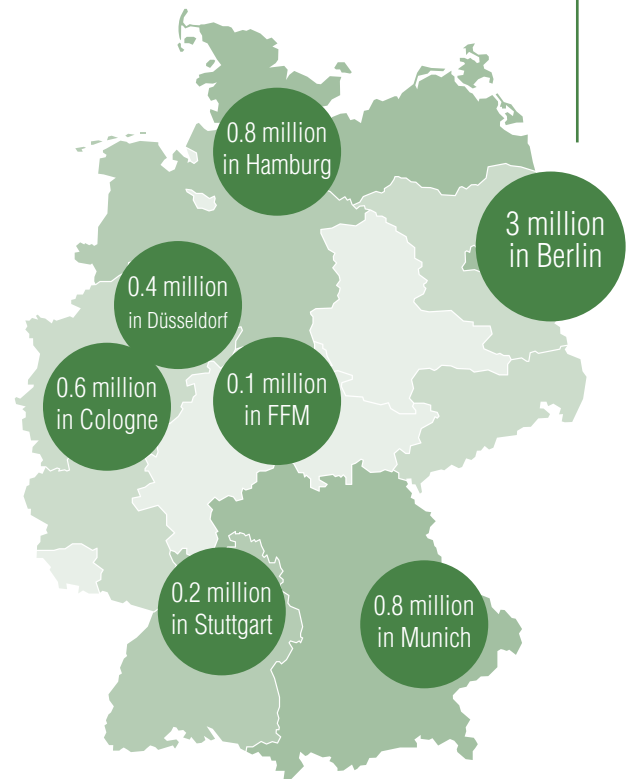 0.8 million
in Hamburg
3 million
in Berlin
0.4 million
in Düsseldorf
0.6 million
in Cologne
0.1 million
in FFM
0.2 million
in Stuttgart
0.8 million
in Munich